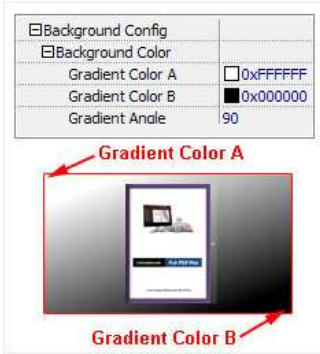 Background Config
Background Color
Gradient Color A 0xFFFFFF
Gradient Color B 0x000000
Gradient Angle 90
Gradient Color A
Gradient Color B